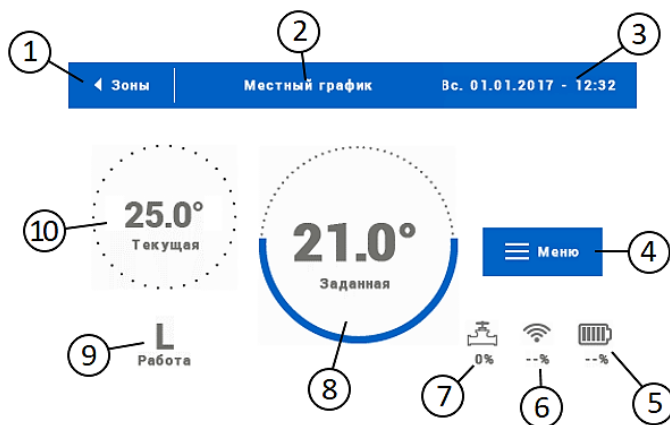 1
2
3
Зоны
Местный график
Вс. 01.01.2017 - 12:32
25.0°
Текущая
10
21.0°
Заданная
Меню
4
L
Работа
9
8
0%
--%
--%
7
6
5